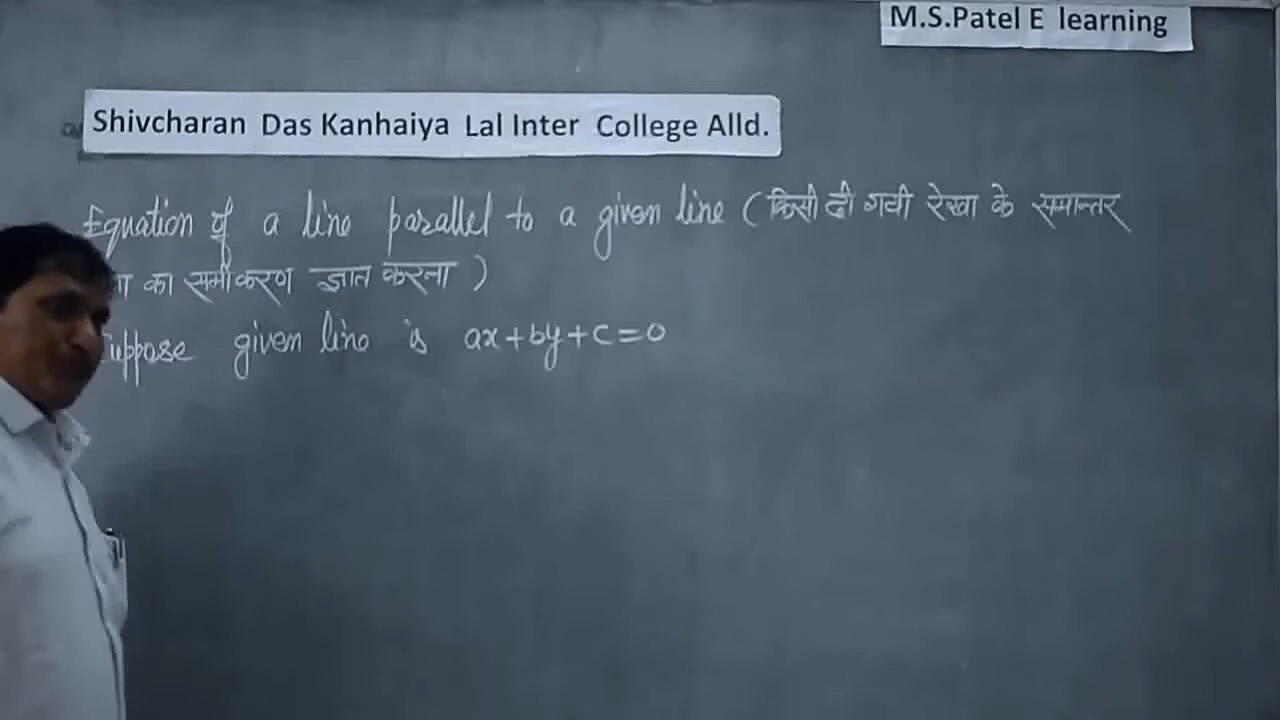 M.S.Patel E learning
Shivcharan Das Kanhaiya Lal Inter College Alld.
Equation of a line parallel to a given line (किसी दी गयी रेखा के समान्तर
का समीकरण ज्ञात करना)
given line is ax+by+c=0